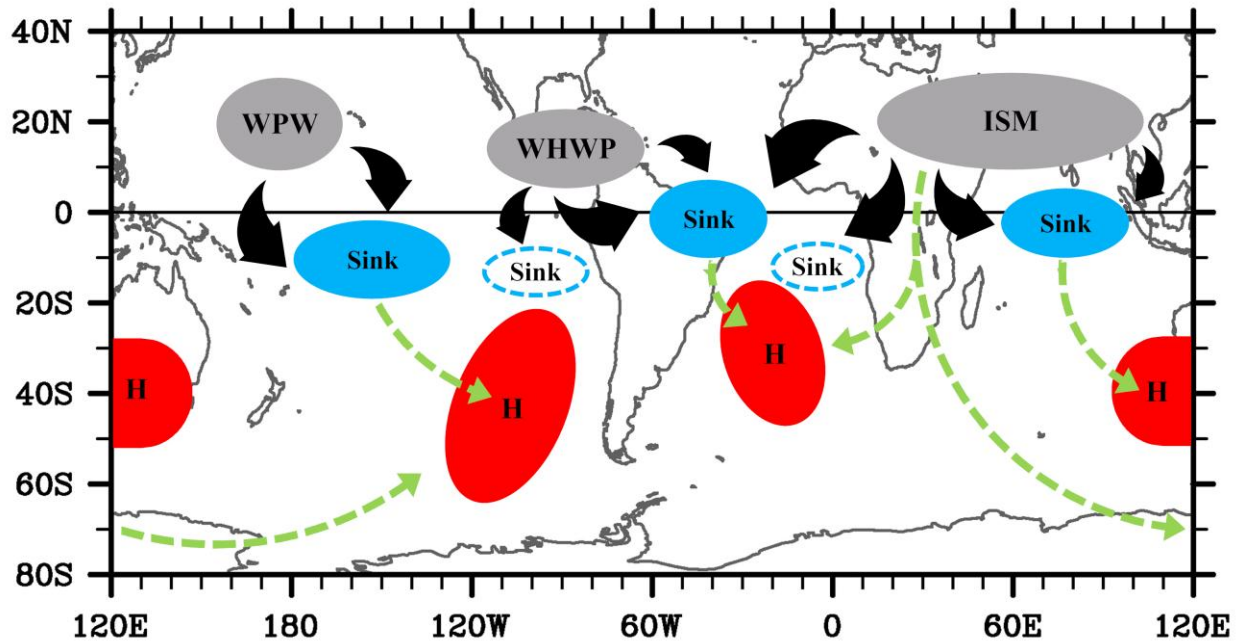 40N
20N
0
20S
40S
60S
80S
WPW
WHWP
ISM
Sink
Sink
Sink
Sink
Sink
H
H
H
H
120E
180
120W
60W
0
60E
120E